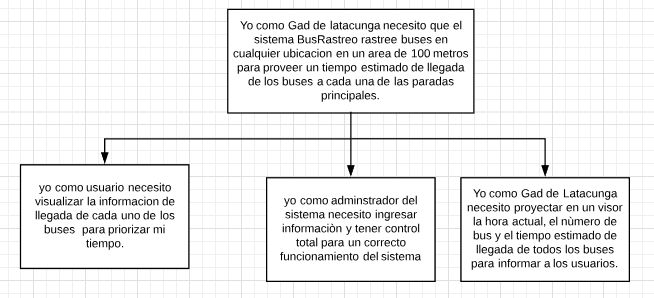 Yo como Gad de latacunga necesito que el
sistema BusRastreo rastree buses en
cualquier ubicacion en un area de 100 metros
para proveer un tiempo estimado de llegada
de los buses a cada una de las paradas
principales.
yo como usuario necesito
visualizar la informacion de
llegada de cada uno de los
buses para priorizar mi
tiempo.
yo como adminstrador del
sistema necesito ingresar
informaciòn y tener control
total para un correcto
funcionamiento del sistema
Yo como Gad de Latacunga
necesito proyectar en un visor
la hora actual, el nùmero de
bus y el tiempo estimado de
llegada de todos los buses
para informar a los usuarios.